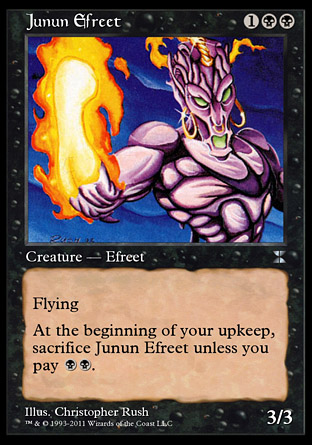 Junun Efreet 1
Creature — Efreet
Flying
At the beginning of your upkeep,
sacrifice Junun Efreet unless you
pay
Illus. Christopher Rush
™ & © 1993-2011 Wizards of the Coast LLC
3/3